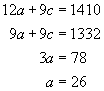 12a + 9c = 1410
9a + 9c = 1332
3a = 78
a = 26